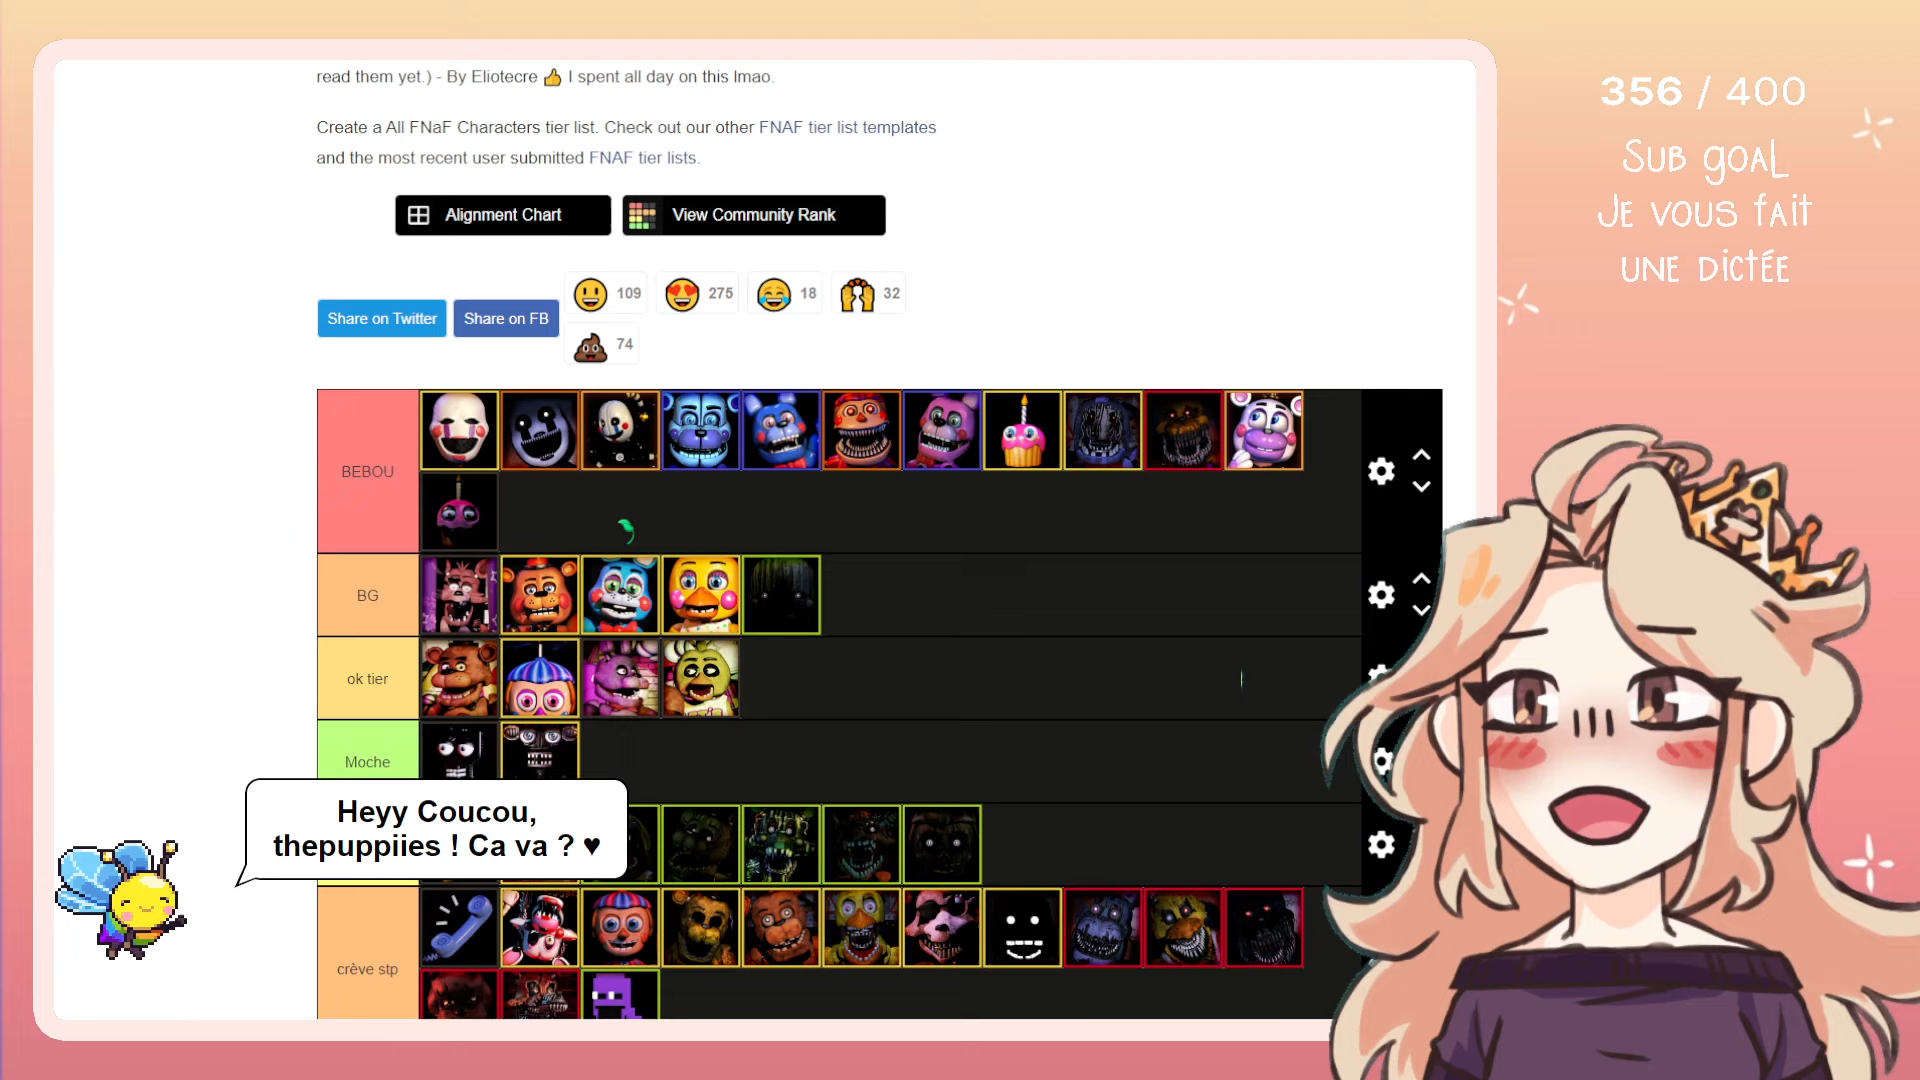 read them yet.) - By Eliotecre 👍 I spent all day on this lmao.
Create a All FNaF Characters tier list. Check out our other FNAF tier list templates
and the most recent user submitted FNAF tier lists.
Alignment Chart
View Community Rank
Share on Twitter
Share on FB
109
275
18
32
74
BEBOU
BG
ok tier
Moche
crève stp
Heyy Coucou,
thepuppiies ! Ca va ? ♥
356 / 400
SUB GOAL
JE VOUS FAIT
UNE DICTÉE